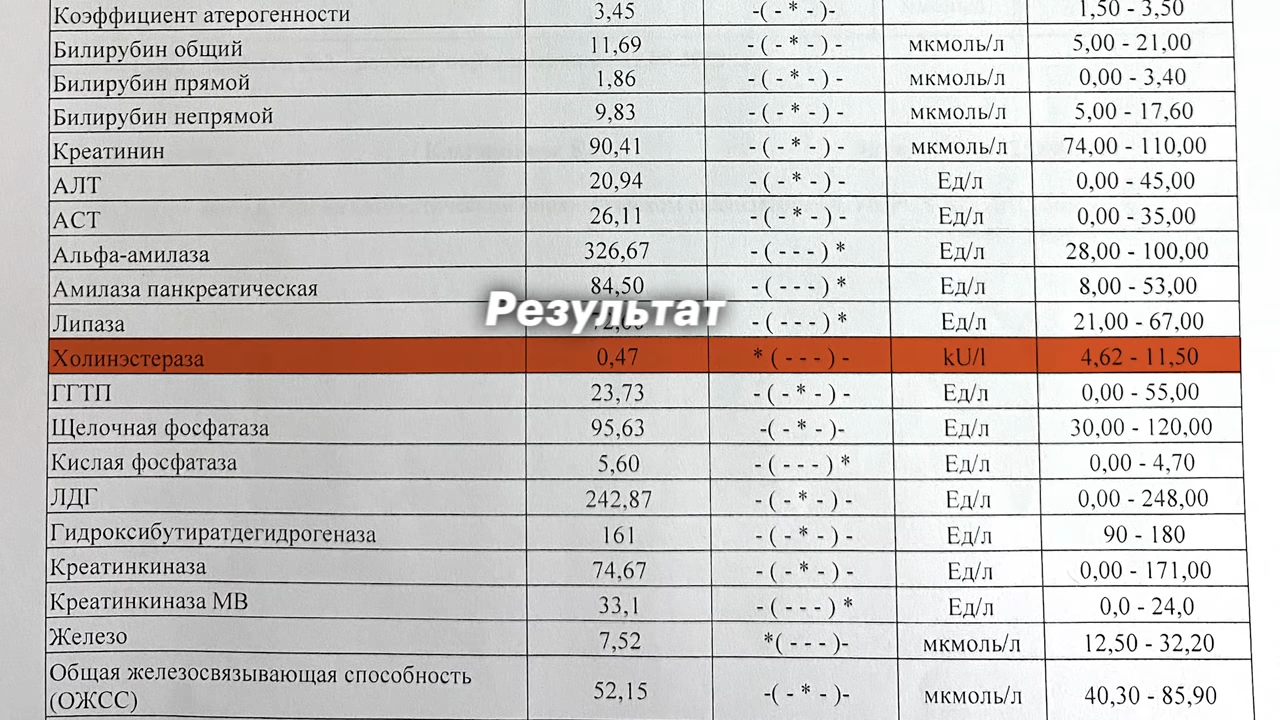 Коэффициент атерогенности 3,45 -( - * - )- 1,50 - 3,50
Билирубин общий 11,69 - ( - * - ) - мкмоль/л 5,00 - 21,00
Билирубин прямой 1,86 - ( - * - ) - мкмоль/л 0,00 - 3,40
Билирубин непрямой 9,83 - ( - * - ) - мкмоль/л 5,00 - 17,60
Креатинин 90,41 - ( - * - ) - мкмоль/л 74,00 - 110,00
АЛТ 20,94 - ( - * - ) - Ед/л 0,00 - 45,00
АСТ 26,11 - ( - * - ) - Ед/л 0,00 - 35,00
Альфа-амилаза 326,67 - ( - - - ) * Ед/л 28,00 - 100,00
Амилаза панкреатическая 84,50 - ( - - - ) * Ед/л 8,00 - 53,00
Результат
Липаза - ( - - - ) * Ед/л 21,00 - 67,00
Холинэстераза 0,47 * ( - - - ) - kU/l 4,62 - 11,50
ГГТП 23,73 - ( - * - ) - Ед/л 0,00 - 55,00
Щелочная фосфатаза 95,63 -( - * - )- Ед/л 30,00 - 120,00
Кислая фосфатаза 5,60 - ( - - - ) * Ед/л 0,00 - 4,70
ЛДГ 242,87 - ( - * - ) - Ед/л 0,00 - 248,00
Гидроксибутиратдегидрогеназа 161 - ( - * - ) - Ед/л 90 - 180
Креатинкиназа 74,67 - ( - * - ) - Ед/л 0,00 - 171,00
Креатинкиназа МВ 33,1 - ( - - - ) * Ед/л 0,0 - 24,0
Железо 7,52 *( - - - )- мкмоль/л 12,50 - 32,20
Общая железосвязывающая способность
(ОЖСС) 52,15 -( - * - )- мкмоль/л 40,30 - 85,90